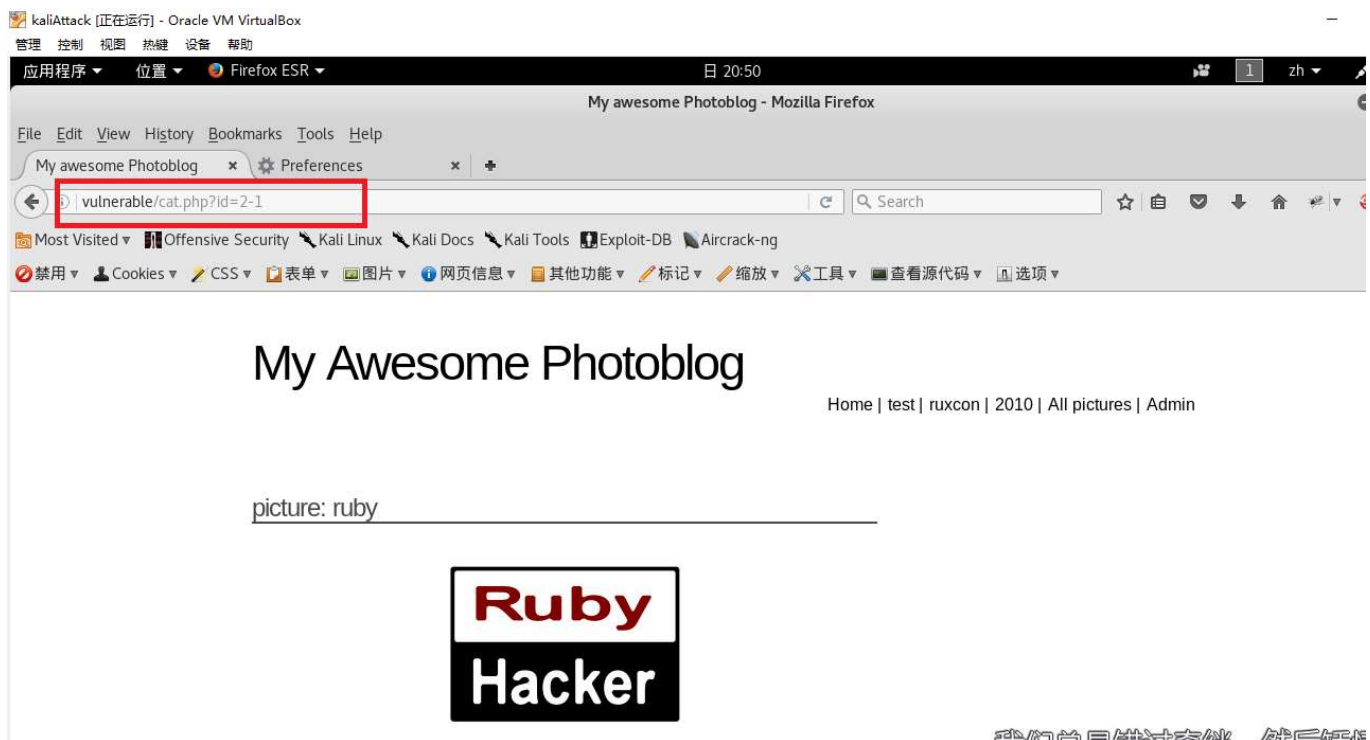 kaliAttack [正在运行] - Oracle VM VirtualBox
管理 控制 视图 热键 设备 帮助
应用程序 位置 Firefox ESR 日 20:50 1 zh
My awesome Photoblog - Mozilla Firefox
File Edit View History Bookmarks Tools Help
My awesome Photoblog Preferences
vulnerable/cat.php?id=2-1 Search
Most Visited Offensive Security Kali Linux Kali Docs Kali Tools Exploit-DB Aircrack-ng
禁用 Cookies CSS 表单 图片 网页信息 其他功能 标记 缩放 工具 查看源代码 选项
My Awesome Photoblog
Home | test | ruxcon | 2010 | All pictures | Admin
picture: ruby
Ruby
Hacker